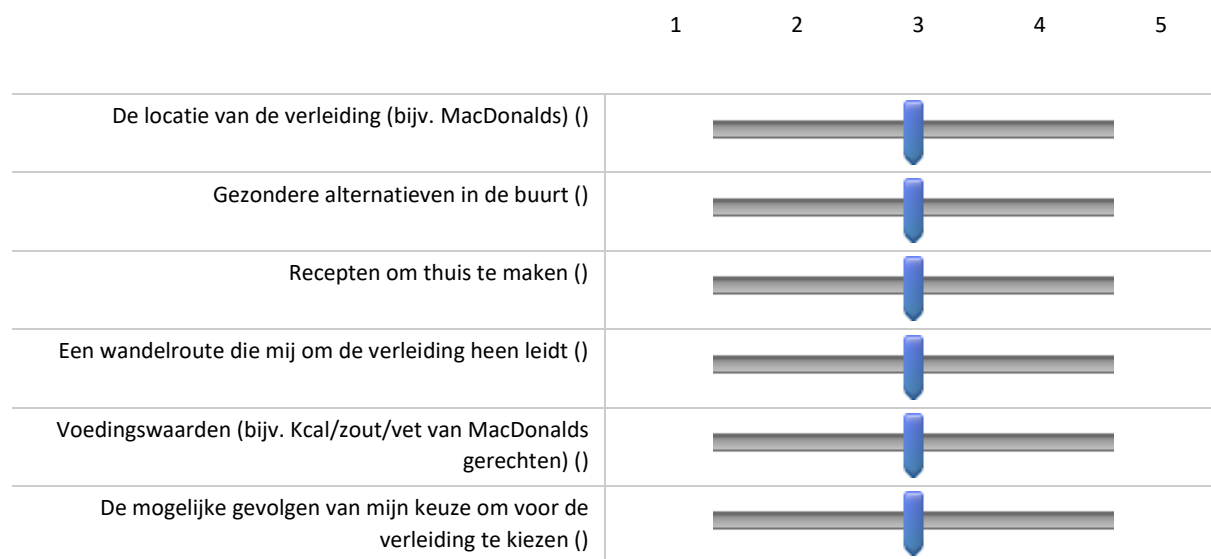 1 2 3 4 5
De locatie van de verleiding (bijv. MacDonalds) ()
Gezondere alternatieven in de buurt ()
Recepten om thuis te maken ()
Een wandelroute die mij om de verleiding heen leidt ()
Voedingswaarden (bijv. Kcal/zout/vet van MacDonalds
gerechten) ()
De mogelijke gevolgen van mijn keuze om voor de
verleiding te kiezen ()